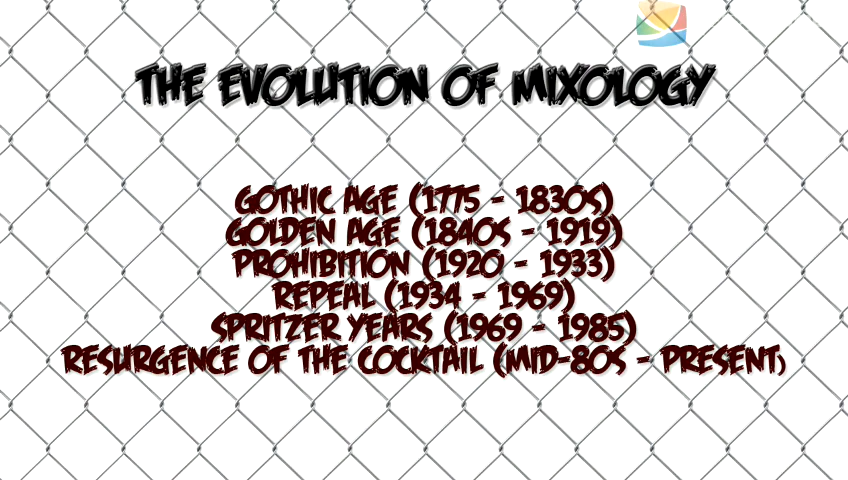 THE EVOLUTION OF MIXOLOGY
GOTHIC AGE (1775 - 1830S)
GOLDEN AGE (1840S - 1919)
PROHIBITION (1920 - 1933)
REPEAL (1934 - 1969)
SPRITZER YEARS (1969 - 1985)
RESURGENCE OF THE COCKTAIL (MID-80S - PRESENT)